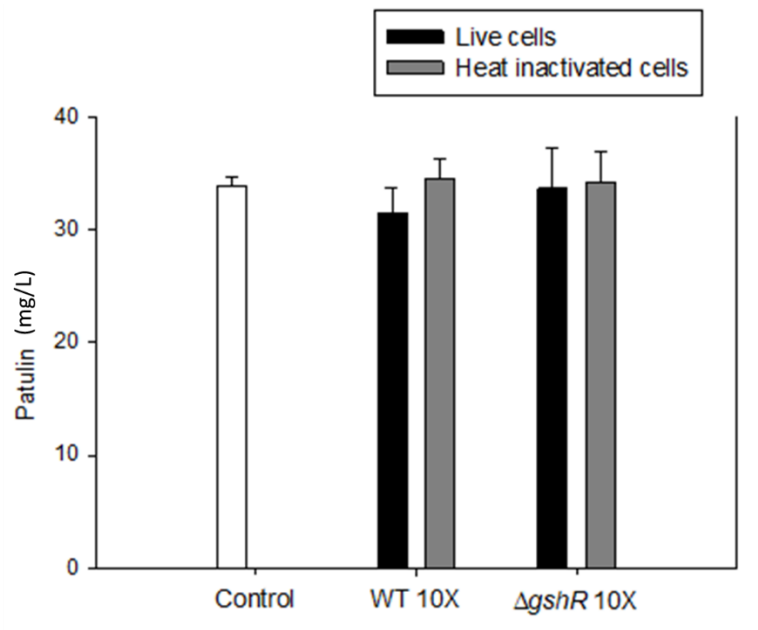 Live cells
Heat inactivated cells
40
30
20
10
0
Patulin (mg/L)
Control
WT 10X
ΔgshR 10X